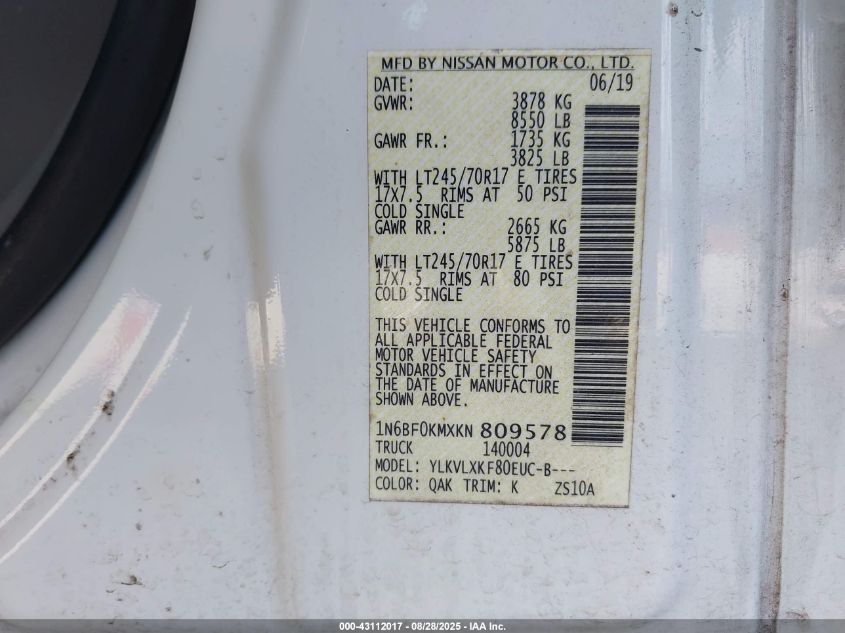 MFD BY NISSAN MOTOR CO., LTD.
DATE: 06/19
GVWR: 3878 KG
8550 LB
GAWR FR.: 1735 KG
3825 LB
WITH LT245/70R17 E TIRES
17X7.5 RIMS AT 50 PSI
COLD SINGLE
GAWR RR.: 2665 KG
5875 LB
WITH LT245/70R17 E TIRES
17X7.5 RIMS AT 80 PSI
COLD SINGLE
THIS VEHICLE CONFORMS TO
ALL APPLICABLE FEDERAL
MOTOR VEHICLE SAFETY
STANDARDS IN EFFECT ON
THE DATE OF MANUFACTURE
SHOWN ABOVE.
1N6BF0KMXKN 809578
TRUCK 140004
MODEL: YLKVLXKF80EUC-B---
COLOR: QAK TRIM: K ZS10A
000-43112017 - 08/28/2025 - IAA Inc.